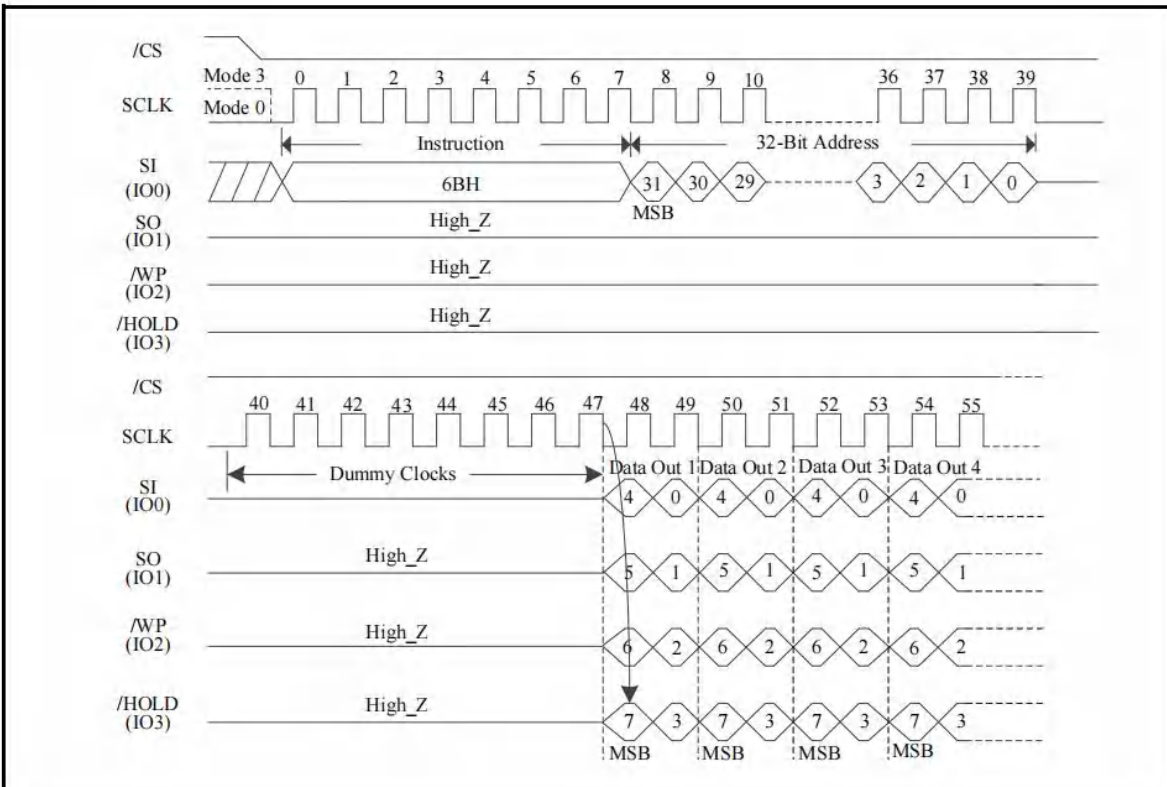 /CS
Mode 3 0 1 2 3 4 5 6 7 8 9 10 36 37 38 39
SCLK Mode 0
Instruction 32-Bit Address
SI
(IO0) 6BH 31 30 29 3 2 1 0
MSB
SO High_Z
(IO1)
/WP High_Z
(IO2)
/HOLD High_Z
(IO3)
/CS
40 41 42 43 44 45 46 47 48 49 50 51 52 53 54 55
SCLK
Dummy Clocks Data Out 1 Data Out 2 Data Out 3 Data Out 4
SI
(IO0) 4 0 4 0 4 0 4 0
SO High_Z
(IO1) 5 1 5 1 5 1 5 1
/WP High_Z
(IO2) 6 2 6 2 6 2 6 2
/HOLD High_Z
(IO3) 7 3 7 3 7 3 7 3
MSB MSB MSB MSB